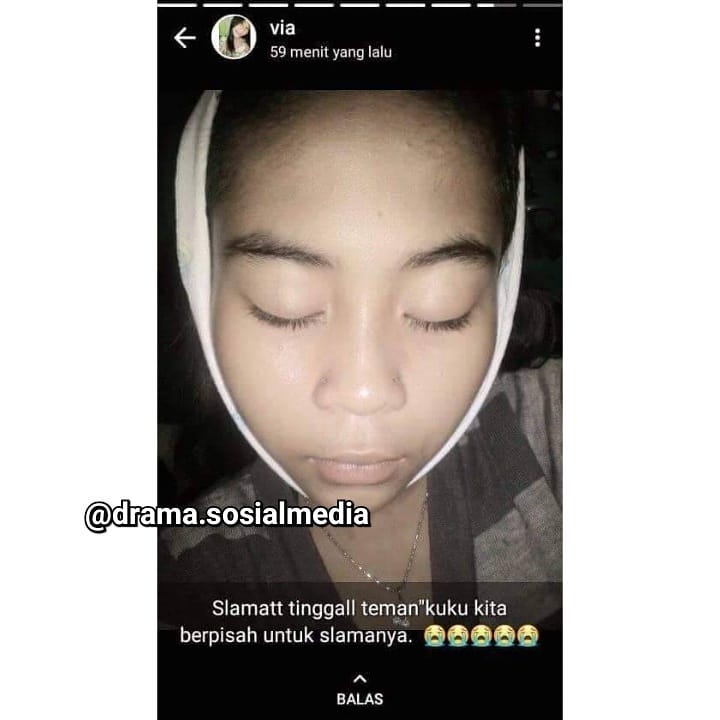 via
59 menit yang lalu
@drama.sosialmedia
Slamatt tinggall teman"kuku kita
berpisah untuk slamanya. 😭😭😭😭😭
BALAS